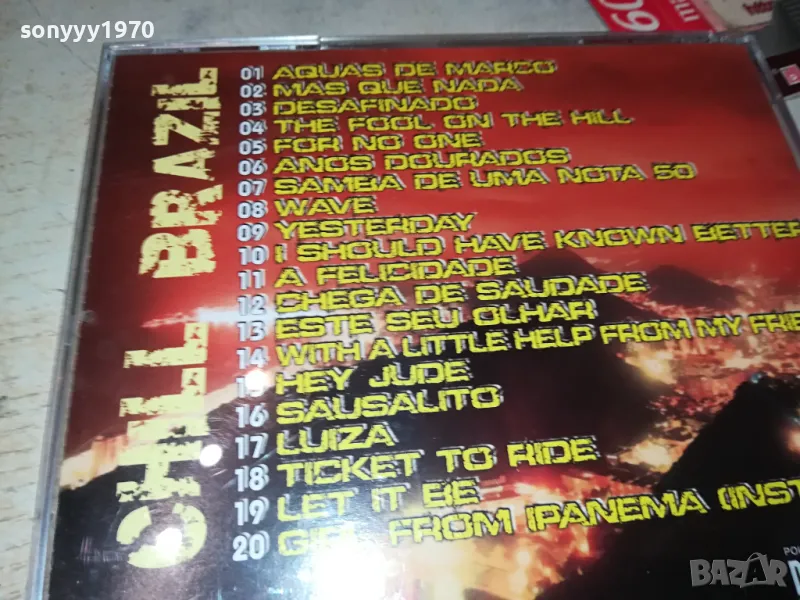 sonyyy1970
CHILL BRAZIL
01 AQUAS DE MARCO
02 MAS QUE NADA
03 DESAFINADO
04 THE FOOL ON THE HILL
05 FOR NO ONE
06 ANOS DOURADOS
07 SAMBA DE UMA NOTA SO
08 WAVE
09 YESTERDAY
10 I SHOULD HAVE KNOWN BETTER
11 A FELICIDADE
12 CHEGA DE SAUDADE
13 ESTE SEU OLHAR
14 WITH A LITTLE HELP FROM MY FRIE
15 HEY JUDE
16 SAUSALITO
17 LUIZA
18 TICKET TO RIDE
19 LET IT BE
20 GIRL FROM IPANEMA (INST
BAZAR
bazar.bg